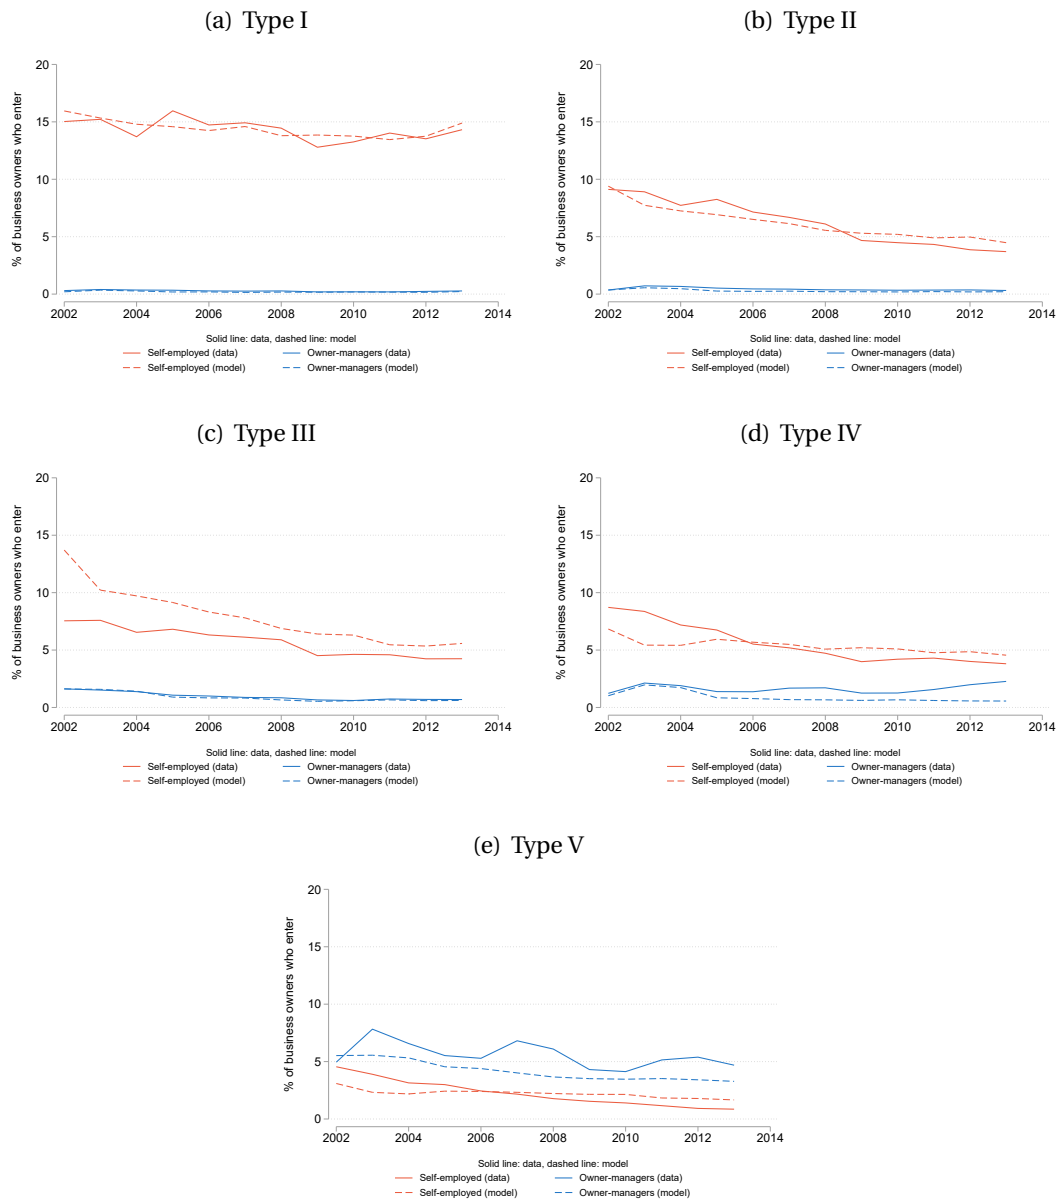 (a) Type I
(b) Type II
% of business owners who enter
20
15
10
5
0
2002 2004 2006 2008 2010 2012 2014
Solid line: data, dashed line: model
Self-employed (data) Owner-managers (data)
Self-employed (model) Owner-managers (model)
% of business owners who enter
20
15
10
5
0
2002 2004 2006 2008 2010 2012 2014
Solid line: data, dashed line: model
Self-employed (data) Owner-managers (data)
Self-employed (model) Owner-managers (model)
(c) Type III
(d) Type IV
% of business owners who enter
20
15
10
5
0
2002 2004 2006 2008 2010 2012 2014
Solid line: data, dashed line: model
Self-employed (data) Owner-managers (data)
Self-employed (model) Owner-managers (model)
% of business owners who enter
20
15
10
5
0
2002 2004 2006 2008 2010 2012 2014
Solid line: data, dashed line: model
Self-employed (data) Owner-managers (data)
Self-employed (model) Owner-managers (model)
(e) Type V
% of business owners who enter
20
15
10
5
0
2002 2004 2006 2008 2010 2012 2014
Solid line: data, dashed line: model
Self-employed (data) Owner-managers (data)
Self-employed (model) Owner-managers (model)